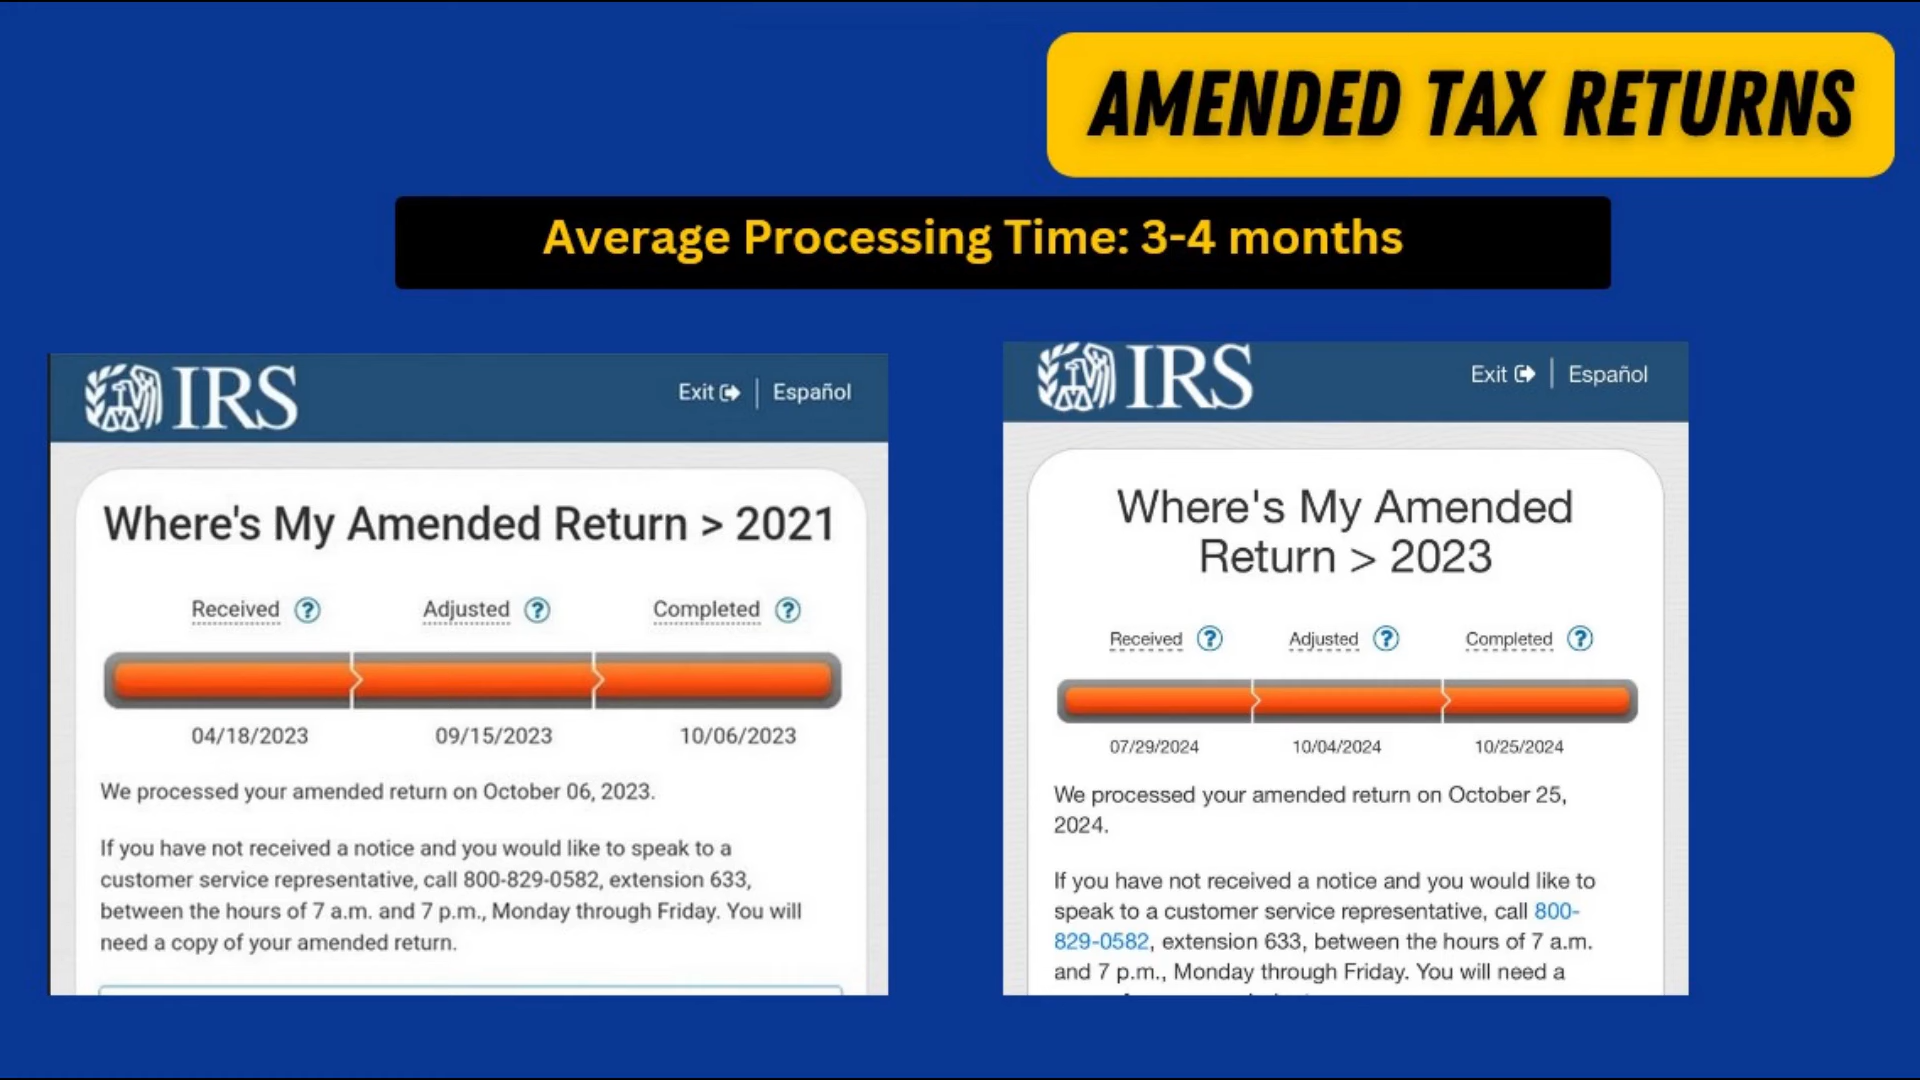 AMENDED TAX RETURNS
Average Processing Time: 3-4 months
IRS
Exit | Español
Where's My Amended Return > 2021
Received ? Adjusted ? Completed ?
04/18/2023 09/15/2023 10/06/2023
We processed your amended return on October 06, 2023.
If you have not received a notice and you would like to speak to a
customer service representative, call 800-829-0582, extension 633,
between the hours of 7 a.m. and 7 p.m., Monday through Friday. You will
need a copy of your amended return.
IRS
Exit | Español
Where's My Amended
Return > 2023
Received ? Adjusted ? Completed ?
07/29/2024 10/04/2024 10/25/2024
We processed your amended return on October 25,
2024.
If you have not received a notice and you would like to
speak to a customer service representative, call 800-
829-0582, extension 633, between the hours of 7 a.m.
and 7 p.m., Monday through Friday. You will need a